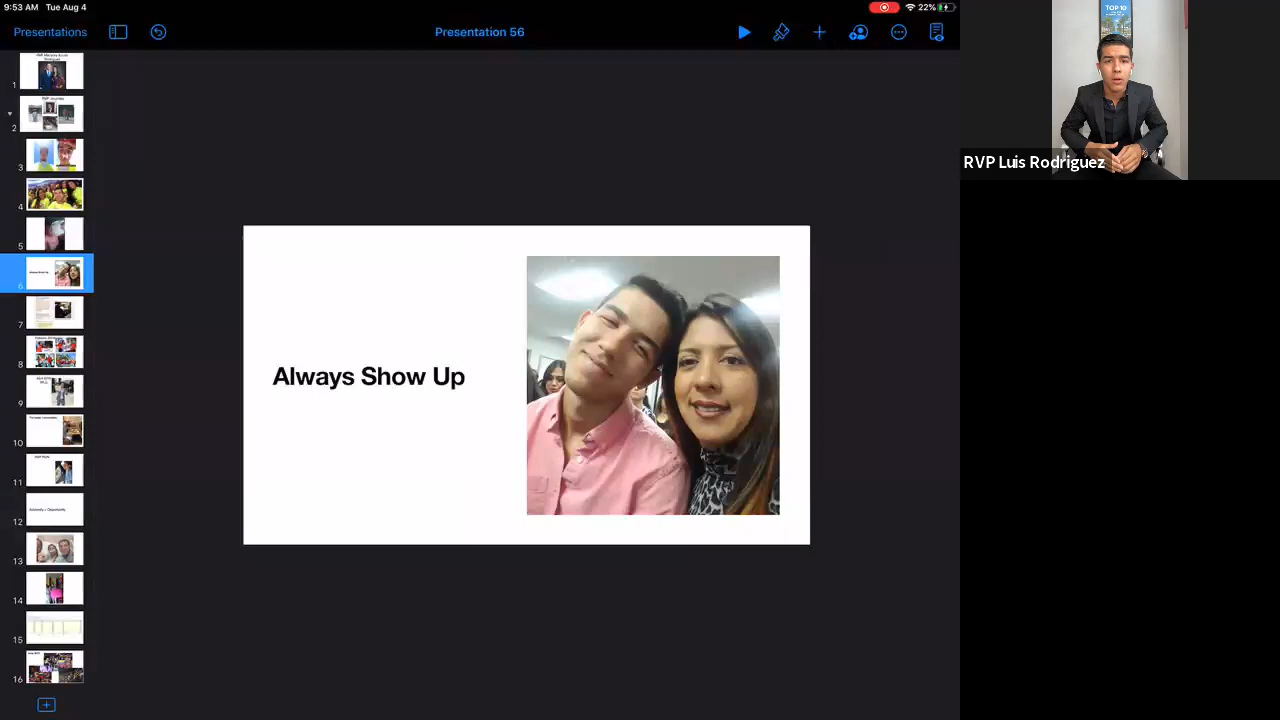 9:53 AM Tue Aug 4
22%
Presentations
Presentation 56
TOP 10
RVP Luis Rodriguez
Always Show Up
1
2
3
4
5
6
7
8
9
10
11
12
13
14
15
16